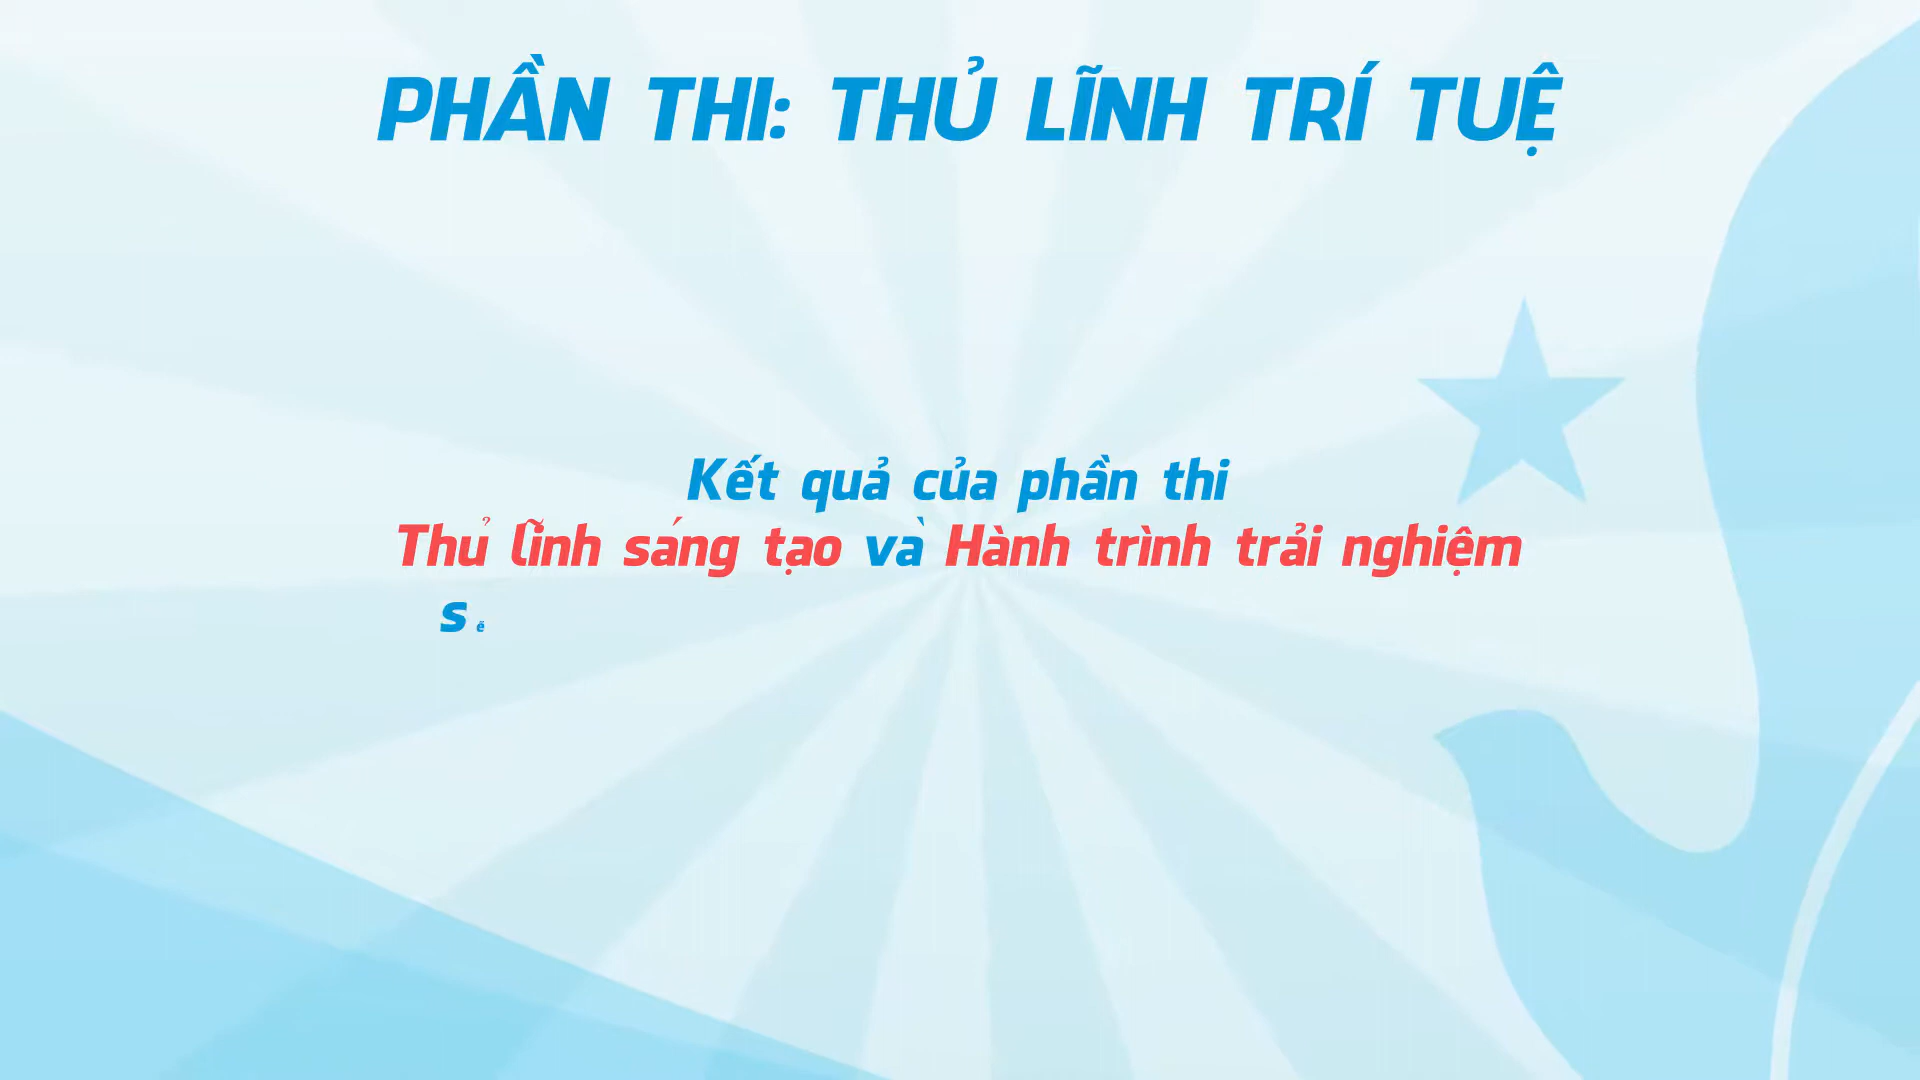 PHẦN THI: THỦ LĨNH TRÍ TUỆ
Kết quả của phần thi
Thủ lĩnh sáng tạo và Hành trình trải nghiệm
sẽ